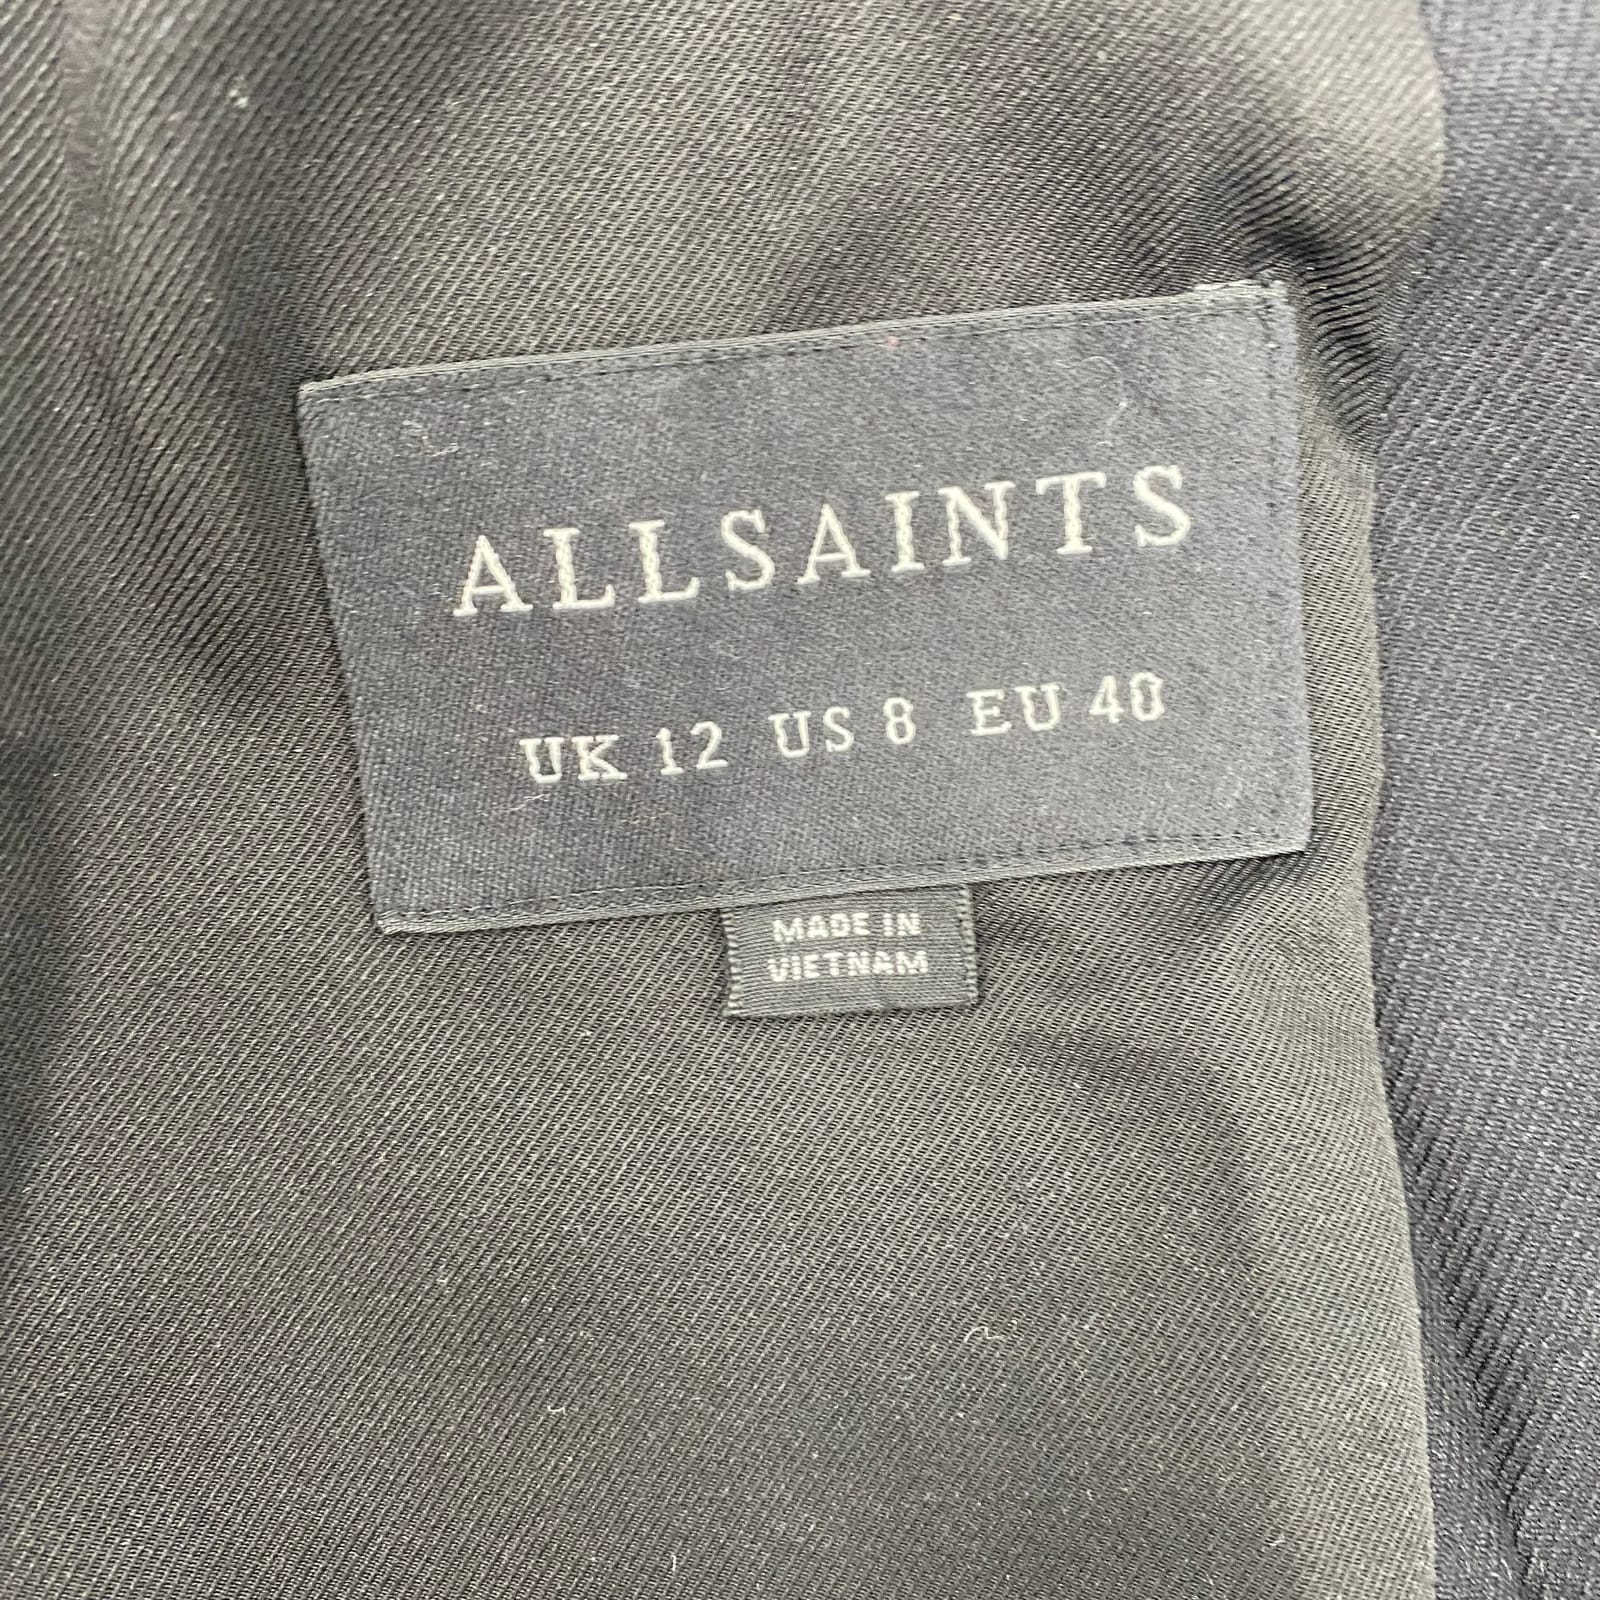 ALLSAINTS
UK 12 US 8 EU 40
MADE IN
VIETNAM